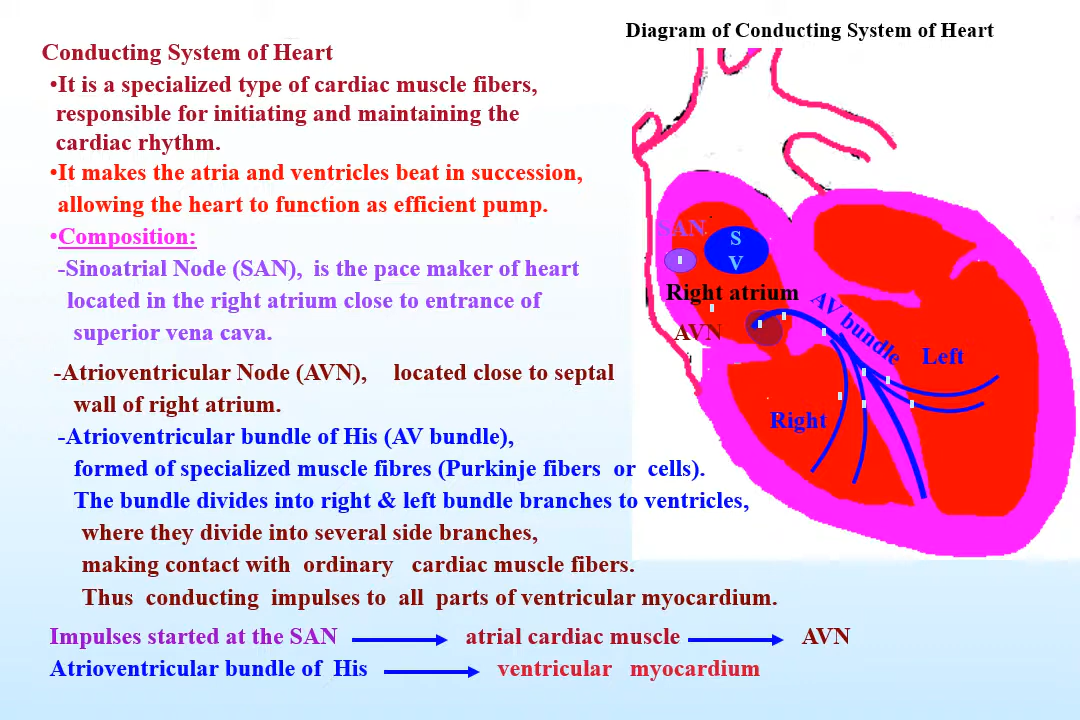 Diagram of Conducting System of Heart
Conducting System of Heart
•It is a specialized type of cardiac muscle fibers,
responsible for initiating and maintaining the
cardiac rhythm.
•It makes the atria and ventricles beat in succession,
allowing the heart to function as efficient pump.
•Composition:
-Sinoatrial Node (SAN), is the pace maker of heart
located in the right atrium close to entrance of
superior vena cava.
-Atrioventricular Node (AVN), located close to septal
wall of right atrium.
-Atrioventricular bundle of His (AV bundle),
formed of specialized muscle fibres (Purkinje fibers or cells).
The bundle divides into right & left bundle branches to ventricles,
where they divide into several side branches,
making contact with ordinary cardiac muscle fibers.
Thus conducting impulses to all parts of ventricular myocardium.
Impulses started at the SAN atrial cardiac muscle AVN
Atrioventricular bundle of His ventricular myocardium
SAN
S
V
Right atrium
AVN
AV bundle
Left
Right